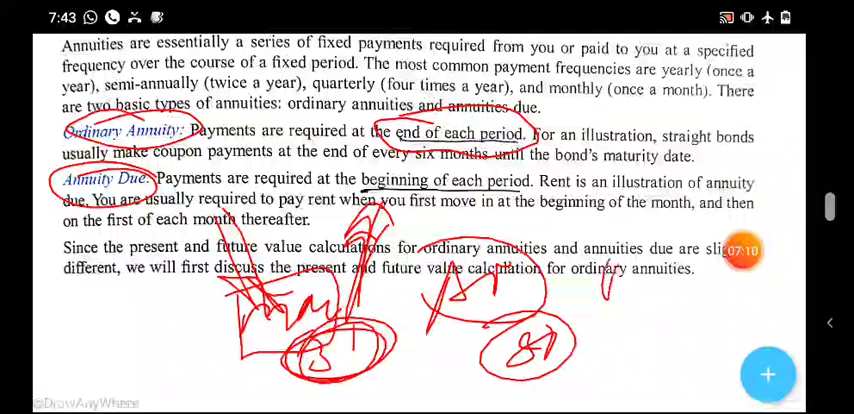 7:43
Annuities are essentially a series of fixed payments required from you or paid to you at a specified
frequency over the course of a fixed period. The most common payment frequencies are yearly (once a
year), semi-annually (twice a year), quarterly (four times a year), and monthly (once a month). There
are two basic types of annuities: ordinary annuities and annuities due.
Ordinary Annuity: Payments are required at the end of each period. For an illustration, straight bonds
usually make coupon payments at the end of every six months until the bond's maturity date.
Annuity Due: Payments are required at the beginning of each period. Rent is an illustration of annuity
due. You are usually required to pay rent when you first move in at the beginning of the month, and then
on the first of each month thereafter.
Since the present and future value calculations for ordinary annuities and annuities due are slig
07:10
different, we will first discuss the present and future value calculation for ordinary annuities.
@DrawAnyWhere